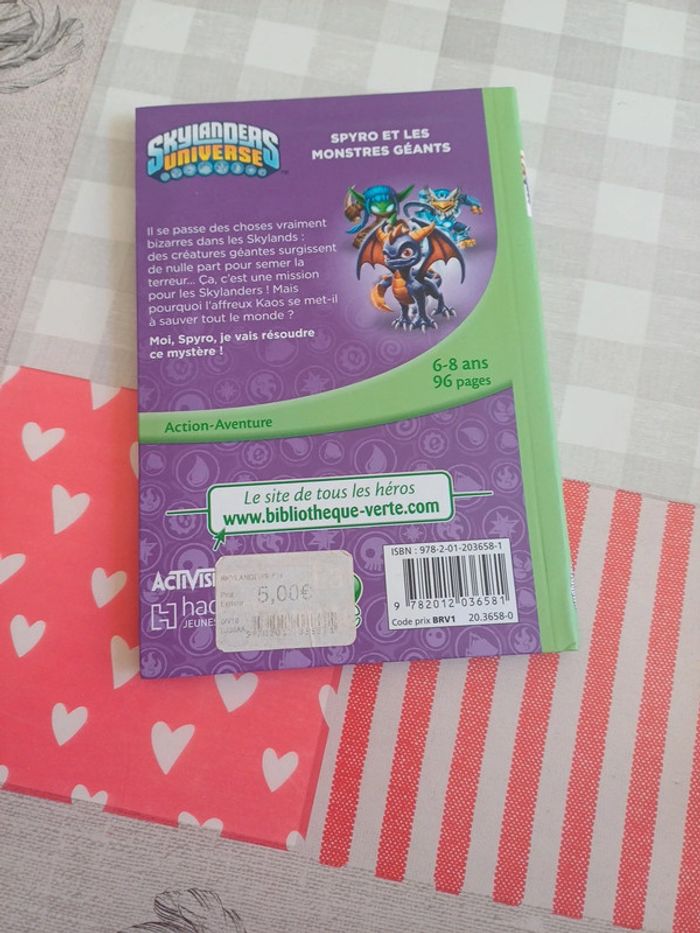 SKYLANDERS
UNIVERSE
SPYRO ET LES
MONSTRES GÉANTS
Il se passe des choses vraiment
bizarres dans les Skylands :
des créatures géantes surgissent
de nulle part pour semer la
terreur... Ça, c'est une mission
pour les Skylanders ! Mais
pourquoi l'affreux Kaos se met-il
à sauver tout le monde ?
Moi, Spyro, je vais résoudre
ce mystère !
6-8 ans
96 pages
Action-Aventure
Le site de tous les héros
www.bibliotheque-verte.com
ISBN : 978-2-01-203658-1
9 782012 036581
Code prix BRV1 20.3658-0
ACTIVIS
hac
JEUNES
5,00€